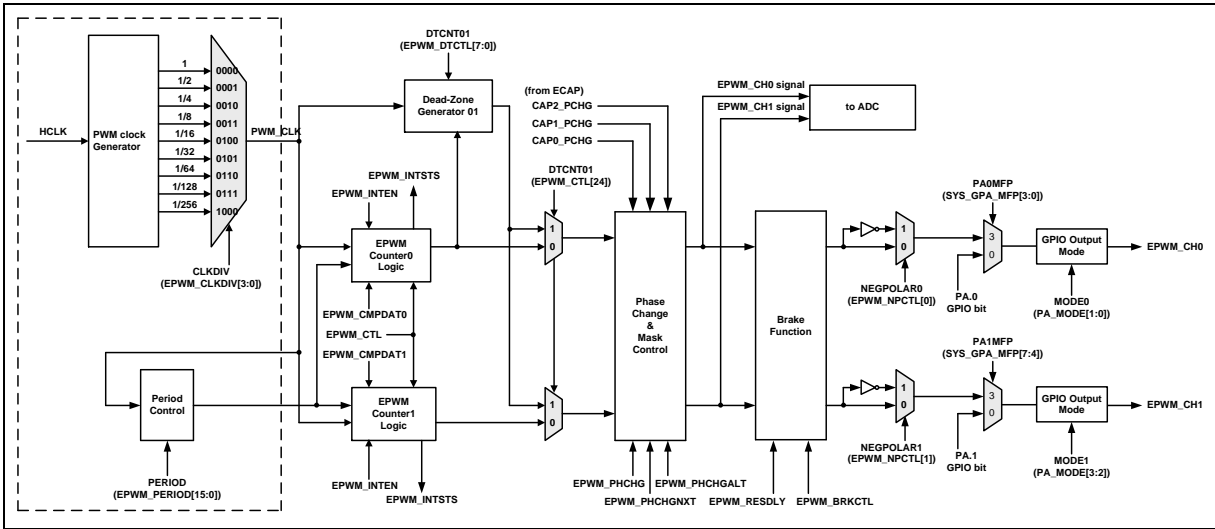 HCLK
PWM clock
Generator
1
1/2
1/4
1/8
1/16
1/32
1/64
1/128
1/256
0000
0001
0010
0011
0100
0101
0110
0111
1000
PWM_CLK
CLKDIV
(EPWM_CLKDIV[3:0])
Period
Control
PERIOD
(EPWM_PERIOD[15:0])
DTCNT01
(EPWM_DTCTL[7:0])
Dead-Zone
Generator 01
EPWM_INTSTS
EPWM_INTEN
EPWM
Counter0
Logic
EPWM_CMPDAT0
EPWM_CTL
EPWM_CMPDAT1
EPWM
Counter1
Logic
EPWM_INTEN
EPWM_INTSTS
(from ECAP)
CAP2_PCHG
CAP1_PCHG
CAP0_PCHG
DTCNT01
(EPWM_CTL[24])
1
0
1
0
Phase
Change
&
Mask
Control
EPWM_PHCHG
EPWM_PHCHGNXT
EPWM_PHCHGALT
EPWM_CH0 signal
EPWM_CH1 signal
to ADC
Brake
Function
EPWM_RESDLY
EPWM_BRKCTL
1
0
NEGPOLAR0
(EPWM_NPCTL[0])
PA0MFP
(SYS_GPA_MFP[3:0])
3
0
PA.0
GPIO bit
GPIO Output
Mode
MODE0
(PA_MODE[1:0])
EPWM_CH0
1
0
NEGPOLAR1
(EPWM_NPCTL[1])
PA1MFP
(SYS_GPA_MFP[7:4])
3
0
PA.1
GPIO bit
GPIO Output
Mode
MODE1
(PA_MODE[3:2])
EPWM_CH1